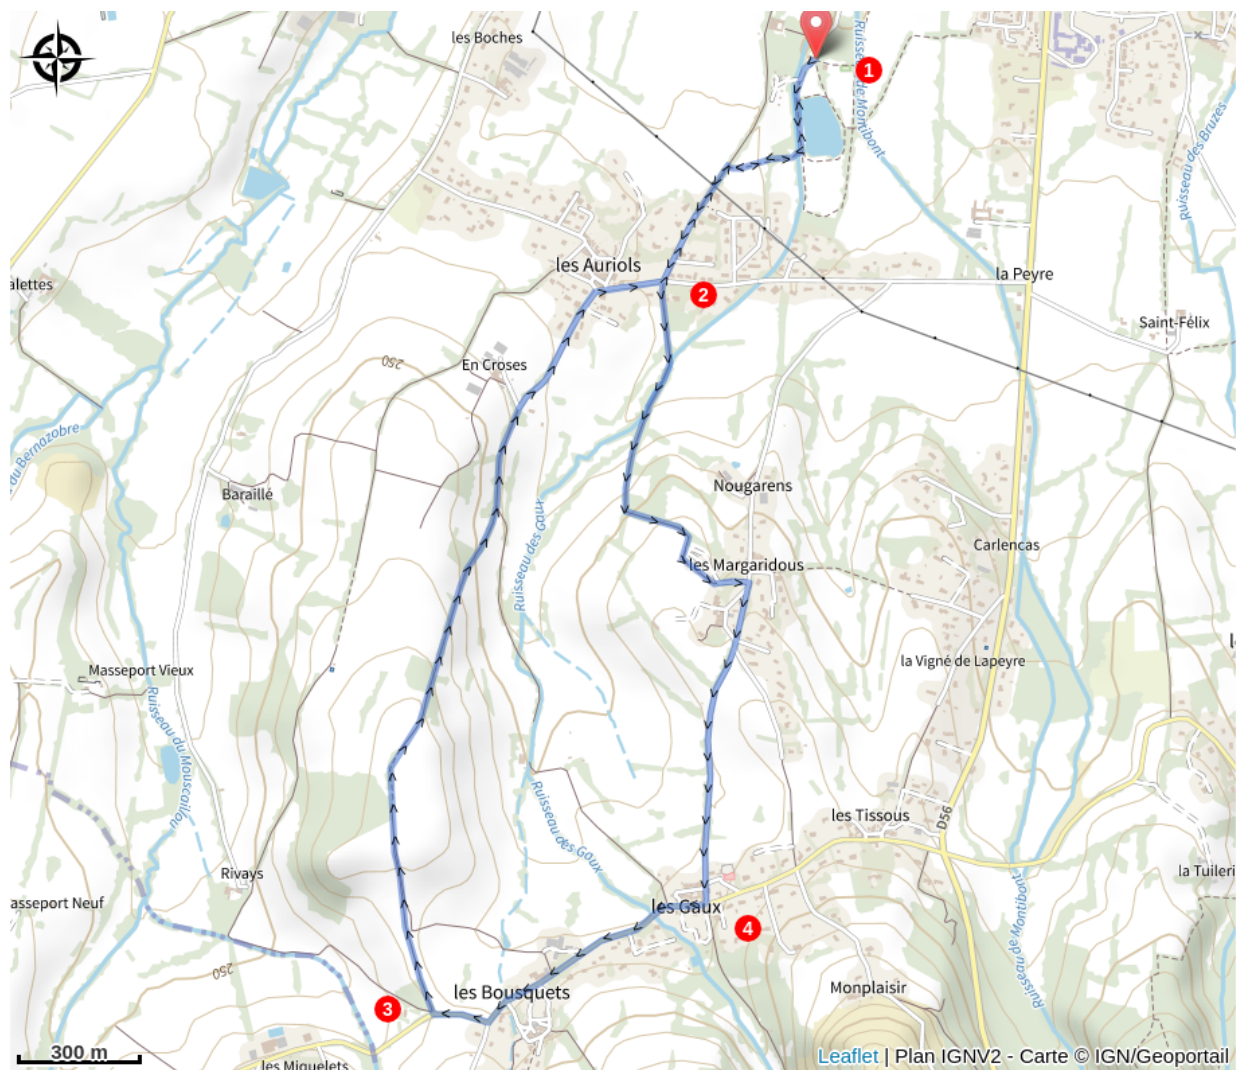 les Boches
1
Ruisseau de Montibont
Ruisseau des Bruzes
les Auriols
la Peyre
alettes
2
Saint-Félix
250
En Croses
du Bernazobre
Nougarens
Baraillé
Ruisseau des Gaux
Carlencas
les Margaridous
la Vigné de Lapeyre
Masseport Vieux
Ruisseau du Mouscaillou
Ruisseau des Gaux
les Tissous
D56
Rivays
la Tuileri
asseport Neuf
les Gaux
4
Ruisseau de Montibont
250
les Bousquets
Monplaisir
3
300 m
les Miquelets
Leaflet | Plan IGNV2 - Carte © IGN/Geoportail